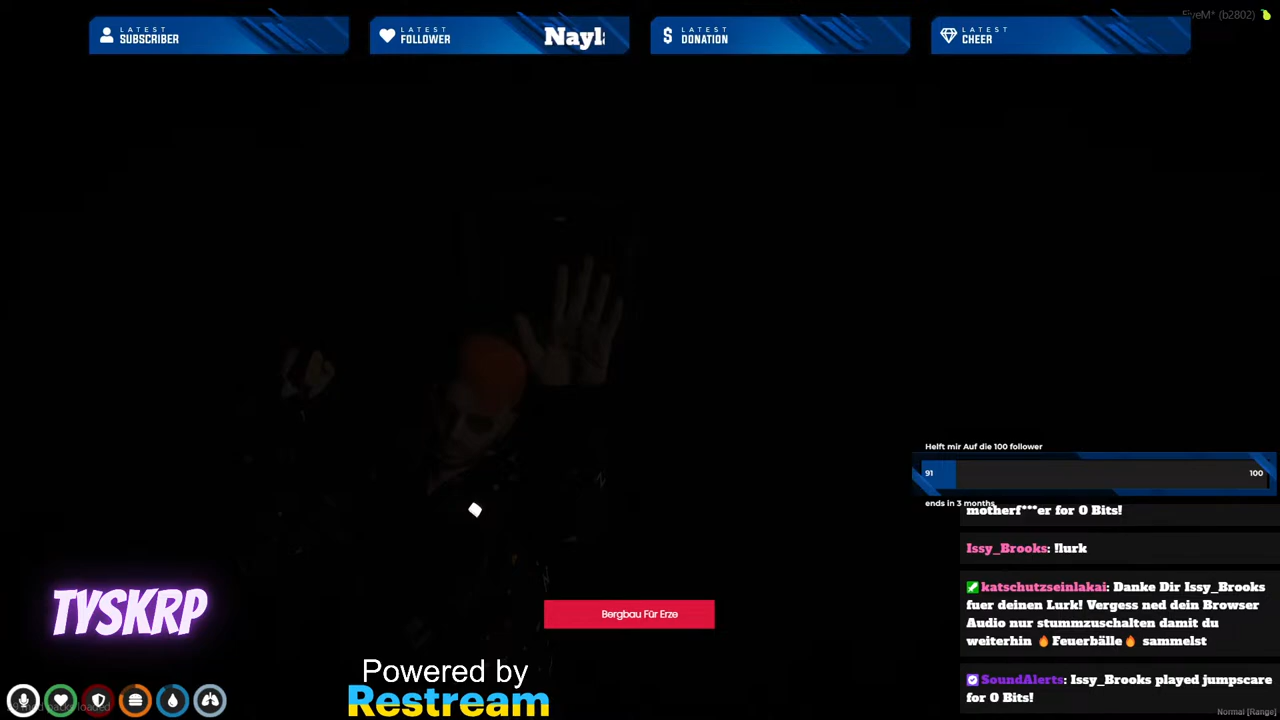 FiveM* (b2802)
LATEST
SUBSCRIBER
LATEST
FOLLOWER
LATEST
DONATION
LATEST
CHEER
Helft mir Auf die 100 follower
91
100
ends in 3 months
motherf***er for 0 Bits!
Issy_Brooks: !lurk
katschutzseinlakai: Danke Dir Issy_Brooks
fuer deinen Lurk! Vergess ned dein Browser
Audio nur stummzuschalten damit du
weiterhin 🔥Feuerbälle🔥 sammelst
SoundAlerts: Issy_Brooks played jumpscare
for 0 Bits!
Bergbau Für Erze
TYSKRP
Powered by
Restream
Normal [Range]